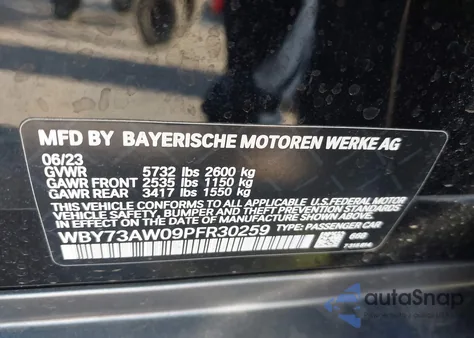 MFD BY BAYERISCHE MOTOREN WERKE AG
06/23
GVWR 5732 lbs 2600 kg
GAWR FRONT 2535 lbs 1150 kg
GAWR REAR 3417 lbs 1550 kg
THIS VEHICLE CONFORMS TO ALL APPLICABLE U.S. FEDERAL MOTOR
VEHICLE SAFETY, BUMPER, AND THEFT PREVENTION STANDARDS
IN EFFECT ON THE DATE OF MANUFACTURE SHOWN ABOVE.
WBY73AW09PFR30259 TYPE: PASSENGER CAR
668
autoSnap